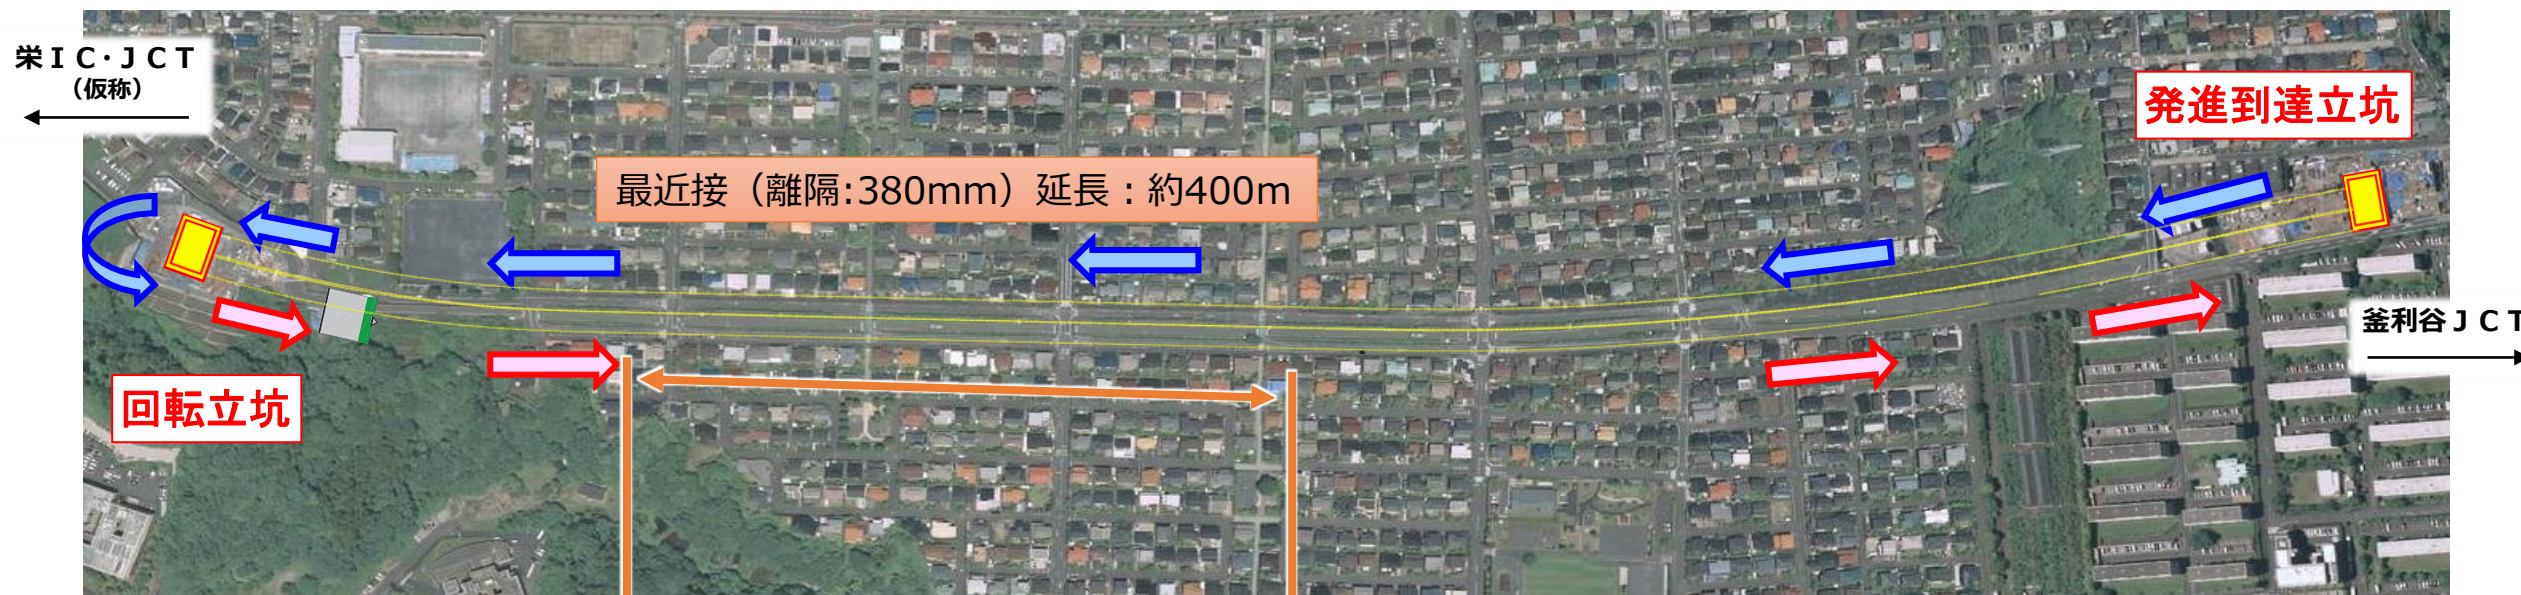 栄ＩＣ・ＪＣＴ
（仮称）
発進到達立坑
最近接（離隔:380mm）延長：約400m
釜利谷ＪＣＴ
回転立坑